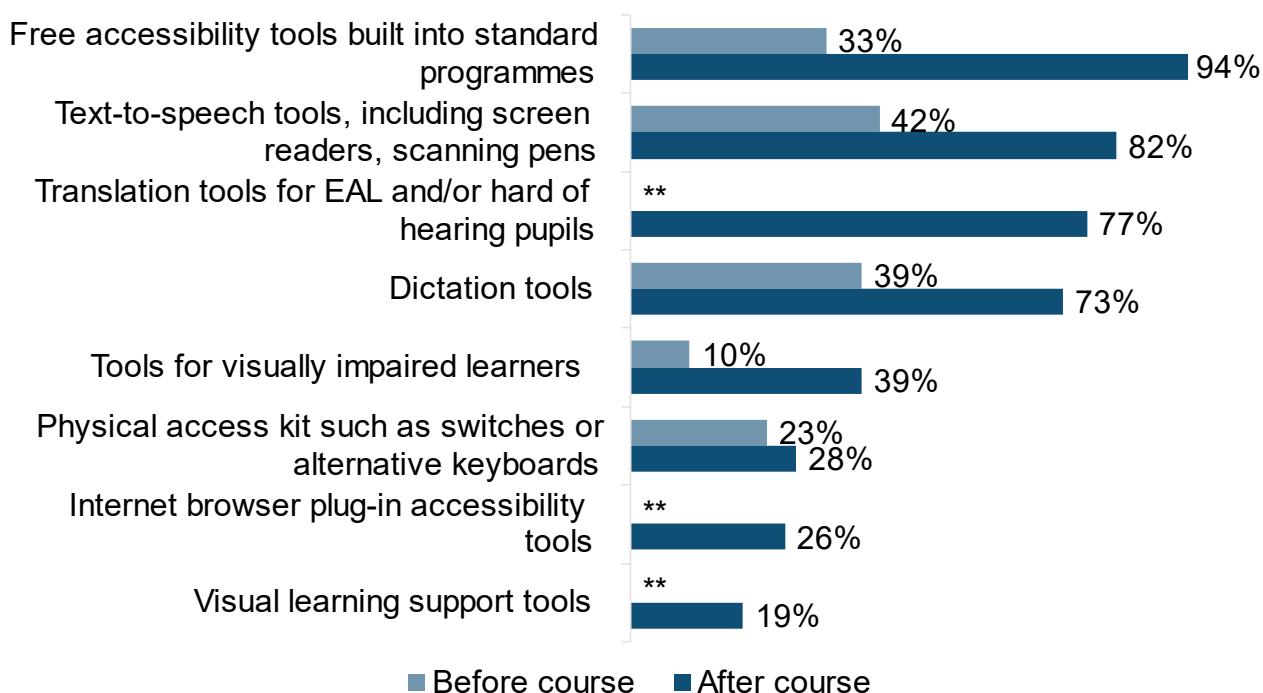 Free accessibility tools built into standard
programmes
33%
94%
Text-to-speech tools, including screen
readers, scanning pens
42%
82%
Translation tools for EAL and/or hard of
hearing pupils
**
77%
Dictation tools
39%
73%
Tools for visually impaired learners
10%
39%
Physical access kit such as switches or
alternative keyboards
23%
28%
Internet browser plug-in accessibility
tools
**
26%
Visual learning support tools
**
19%
Before course After course